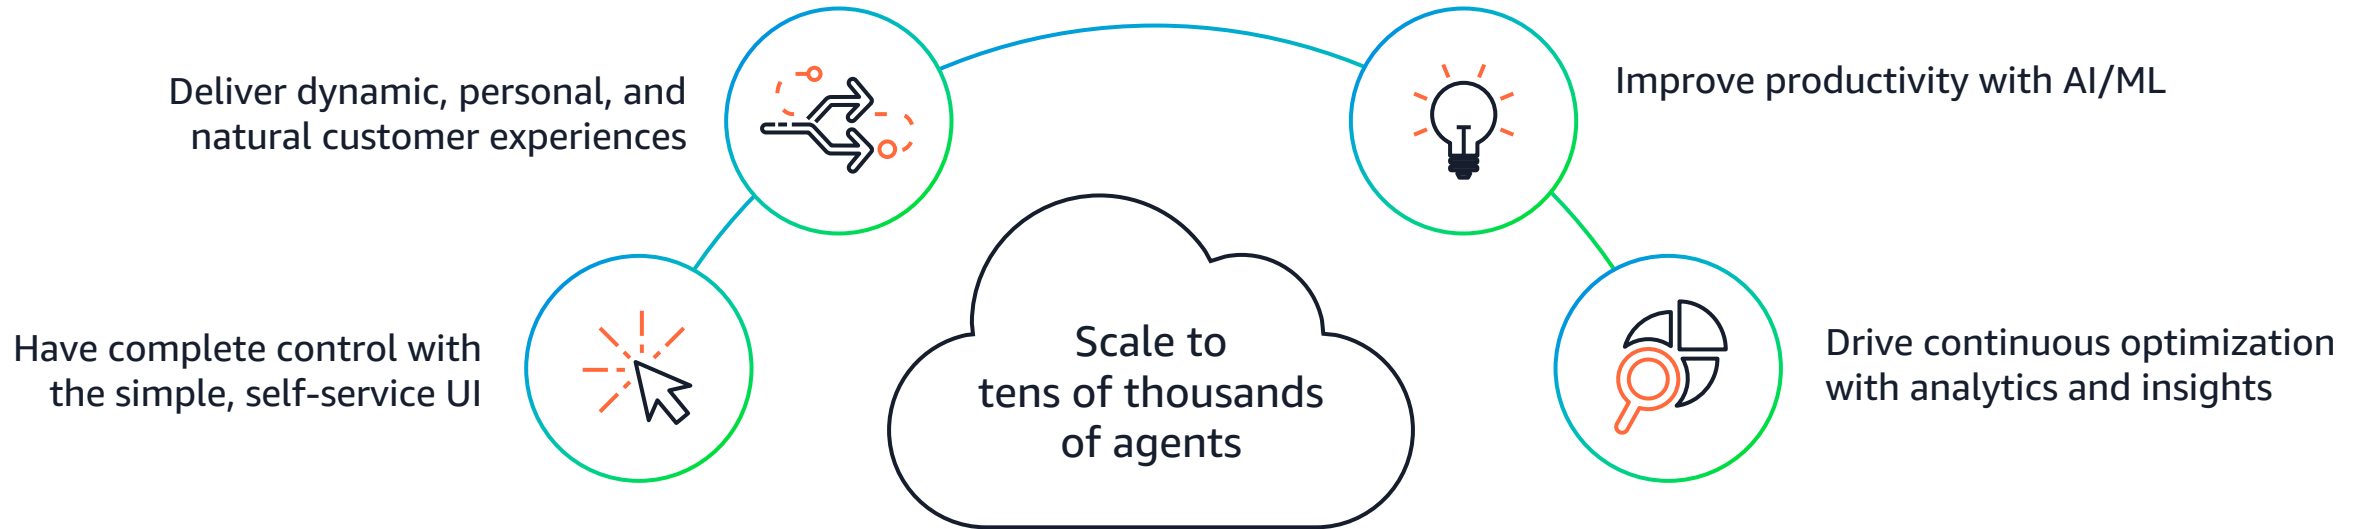 Deliver dynamic, personal, and
natural customer experiences
Improve productivity with AI/ML
Have complete control with
the simple, self-service UI
Scale to
tens of thousands
of agents
Drive continuous optimization
with analytics and insights